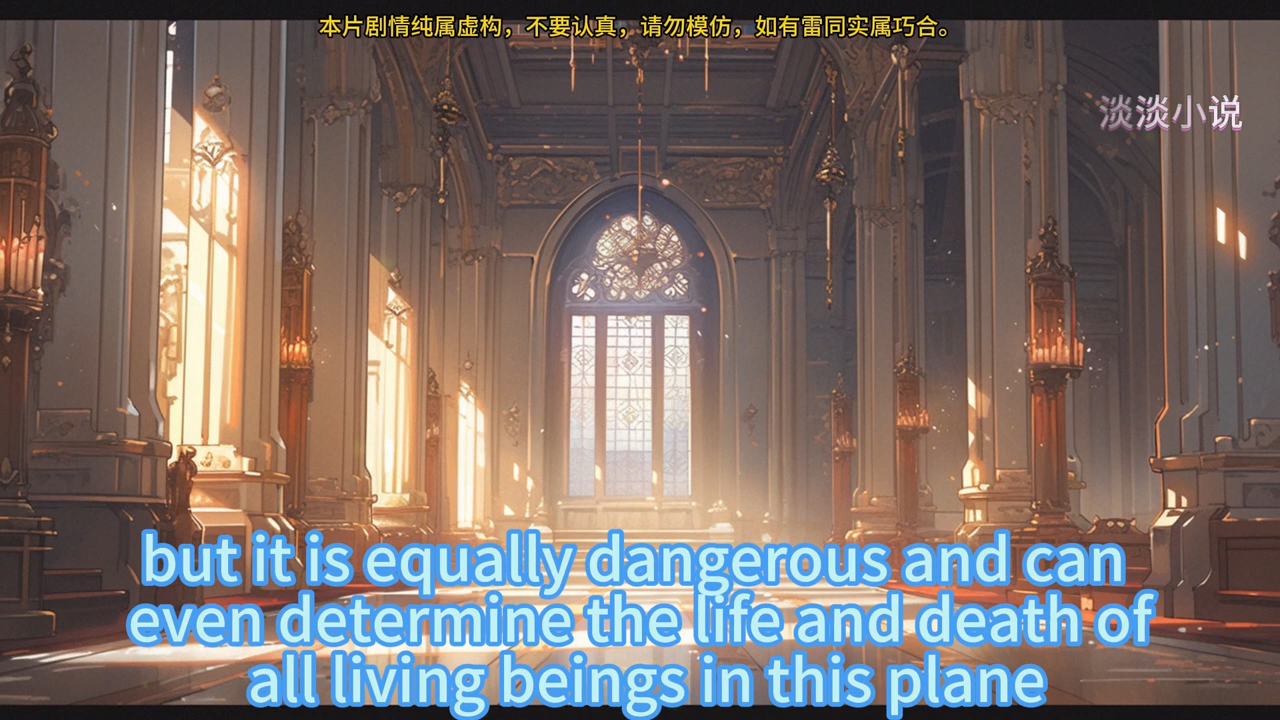 本片剧情纯属虚构，不要认真，请勿模仿，如有雷同实属巧合。
淡淡小说
but it is equally dangerous and can
even determine the life and death of
all living beings in this plane